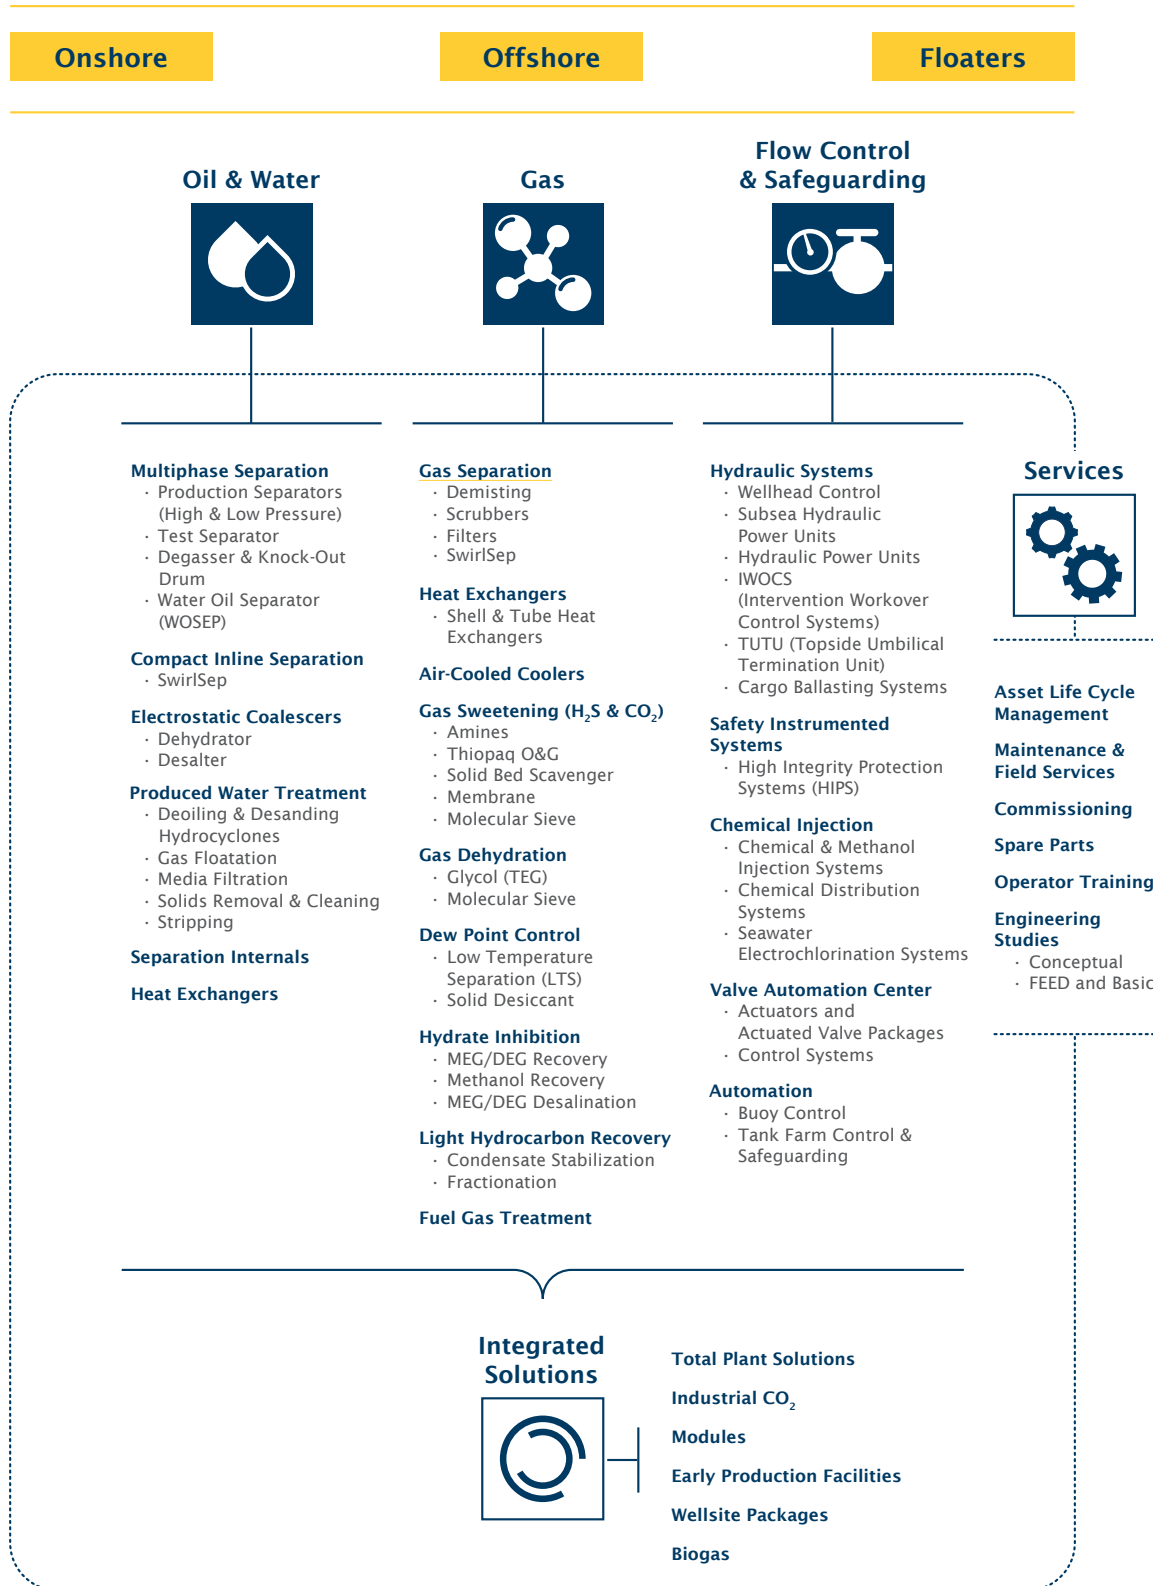 Onshore
Offshore
Floaters
Oil & Water
Gas
Flow Control
& Safeguarding
Multiphase Separation
· Production Separators
(High & Low Pressure)
· Test Separator
· Degasser & Knock-Out
Drum
· Water Oil Separator
(WOSEP)
Compact Inline Separation
· SwirlSep
Electrostatic Coalescers
· Dehydrator
· Desalter
Produced Water Treatment
· Deoiling & Desanding
Hydrocyclones
· Gas Floatation
· Media Filtration
· Solids Removal & Cleaning
· Stripping
Separation Internals
Heat Exchangers
Gas Separation
· Demisting
· Scrubbers
· Filters
· SwirlSep
Heat Exchangers
· Shell & Tube Heat
Exchangers
Air-Cooled Coolers
Gas Sweetening (H₂S & CO₂)
· Amines
· Thiopaq O&G
· Solid Bed Scavenger
· Membrane
· Molecular Sieve
Gas Dehydration
· Glycol (TEG)
· Molecular Sieve
Dew Point Control
· Low Temperature
Separation (LTS)
· Solid Desiccant
Hydrate Inhibition
· MEG/DEG Recovery
· Methanol Recovery
· MEG/DEG Desalination
Light Hydrocarbon Recovery
· Condensate Stabilization
· Fractionation
Fuel Gas Treatment
Hydraulic Systems
· Wellhead Control
· Subsea Hydraulic
Power Units
· Hydraulic Power Units
· IWOCS
(Intervention Workover
Control Systems)
· TUTU (Topside Umbilical
Termination Unit)
· Cargo Ballasting Systems
Safety Instrumented
Systems
· High Integrity Protection
Systems (HIPS)
Chemical Injection
· Chemical & Methanol
Injection Systems
· Chemical Distribution
Systems
· Seawater
Electrochlorination Systems
Valve Automation Center
· Actuators and
Actuated Valve Packages
· Control Systems
Automation
· Buoy Control
· Tank Farm Control &
Safeguarding
Services
Asset Life Cycle
Management
Maintenance &
Field Services
Commissioning
Spare Parts
Operator Training
Engineering
Studies
· Conceptual
· FEED and Basic
Integrated
Solutions
Total Plant Solutions
Industrial CO₂
Modules
Early Production Facilities
Wellsite Packages
Biogas